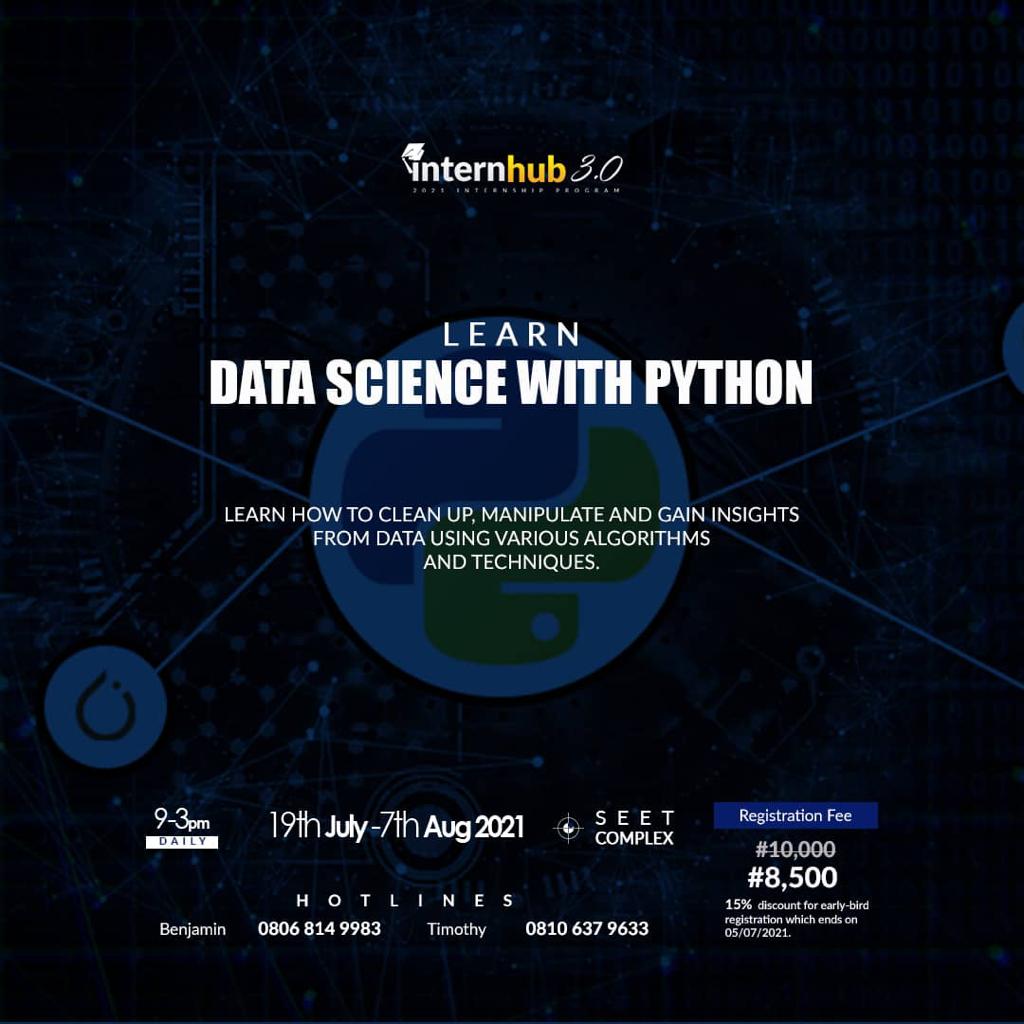 internhub 3.0
2021 INTERNSHIP PROGRAM
LEARN
DATA SCIENCE WITH PYTHON
LEARN HOW TO CLEAN UP, MANIPULATE AND GAIN INSIGHTS
FROM DATA USING VARIOUS ALGORITHMS
AND TECHNIQUES.
9-3pm
DAILY
19th July -7th Aug 2021
SEET
COMPLEX
Registration Fee
#10,000
#8,500
15% discount for early-bird
registration which ends on
05/07/2021.
HOTLINES
Benjamin 0806 814 9983 Timothy 0810 637 9633